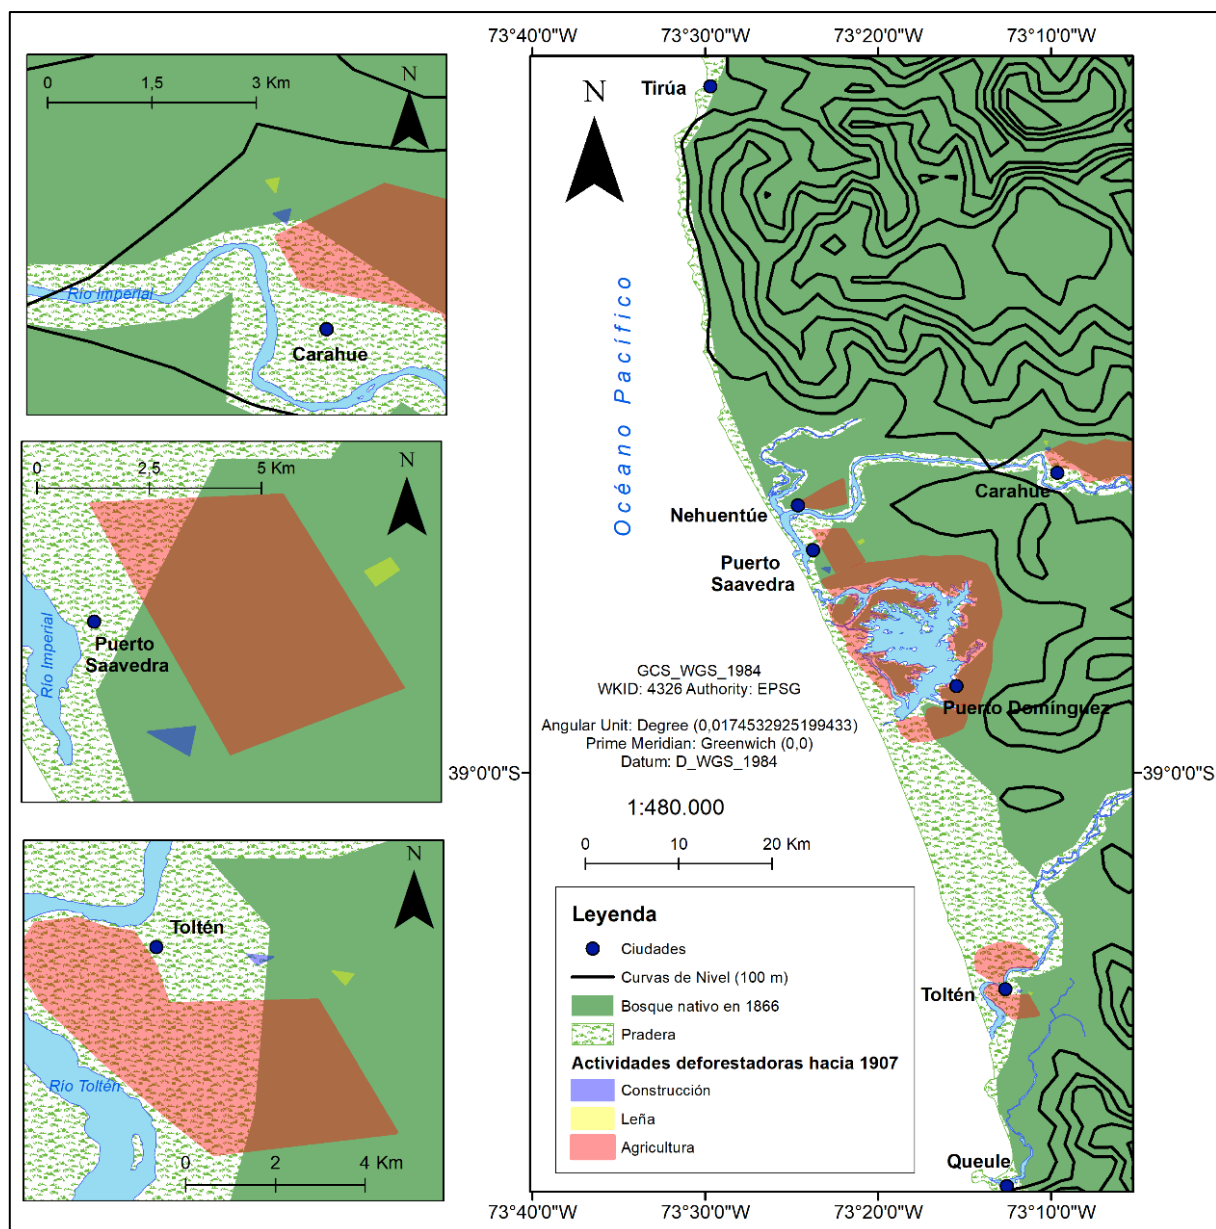 0 1,5 3 Km
N
Río Imperial
Carahue
0 2,5 5 Km
N
Río Imperial
Puerto
Saavedra
N
Toltén
Río Toltén
0 2 4 Km
73°40'0"W 73°30'0"W 73°20'0"W 73°10'0"W
N
Tirúa
Océano Pacífico
Carahue
Nehuentúe
Puerto
Saavedra
Puerto Domínguez
GCS_WGS_1984
WKID: 4326 Authority: EPSG
Angular Unit: Degree (0,0174532925199433)
Prime Meridian: Greenwich (0,0)
Datum: D_WGS_1984
39°0'0"S 39°0'0"S
1:480.000
0 10 20 Km
Toltén
Queule
Leyenda
Ciudades
Curvas de Nivel (100 m)
Bosque nativo en 1866
Pradera
Actividades deforestadoras hacia 1907
Construcción
Leña
Agricultura
73°40'0"W 73°30'0"W 73°20'0"W 73°10'0"W